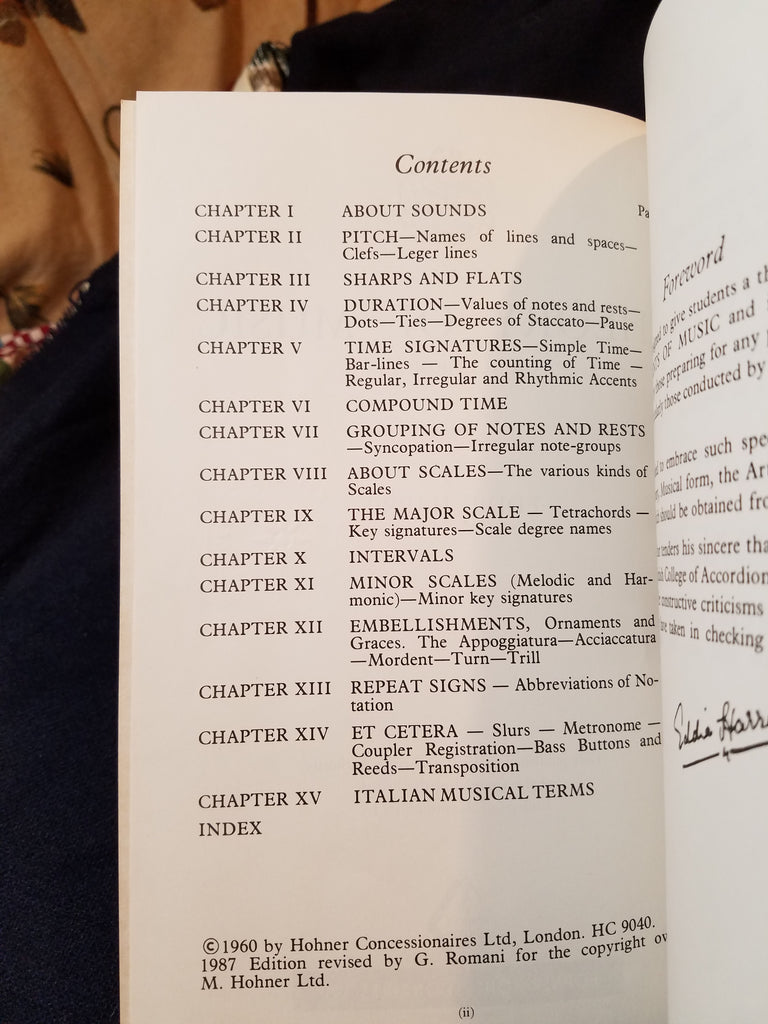 Contents
CHAPTER I ABOUT SOUNDS
CHAPTER II PITCH—Names of lines and spaces—
Clefs—Leger lines
CHAPTER III SHARPS AND FLATS
CHAPTER IV DURATION—Values of notes and rests—
Dots—Ties—Degrees of Staccato—Pause
CHAPTER V TIME SIGNATURES—Simple Time—
Bar-lines — The counting of Time —
Regular, Irregular and Rhythmic Accents
CHAPTER VI COMPOUND TIME
CHAPTER VII GROUPING OF NOTES AND RESTS
—Syncopation—Irregular note-groups
CHAPTER VIII ABOUT SCALES—The various kinds of
Scales
CHAPTER IX THE MAJOR SCALE — Tetrachords —
Key signatures—Scale degree names
CHAPTER X INTERVALS
CHAPTER XI MINOR SCALES (Melodic and Har-
monic)—Minor key signatures
CHAPTER XII EMBELLISHMENTS, Ornaments and
Graces. The Appoggiatura—Acciaccatura
—Mordent—Turn—Trill
CHAPTER XIII REPEAT SIGNS — Abbreviations of No-
tation
CHAPTER XIV ET CETERA — Slurs — Metronome —
Coupler Registration—Bass Buttons and
Reeds—Transposition
CHAPTER XV ITALIAN MUSICAL TERMS
INDEX
©1960 by Hohner Concessionaires Ltd, London. HC 9040.
1987 Edition revised by G. Romani for the copyright
M. Hohner Ltd.
(ii)
Foreword
to give students a
OF MUSIC and
preparing for any
those conducted by
to embrace such
Musical form, the
should be obtained
tenders his sincere
College of Accordion
constructive criticisms
taken in checking
Eddie